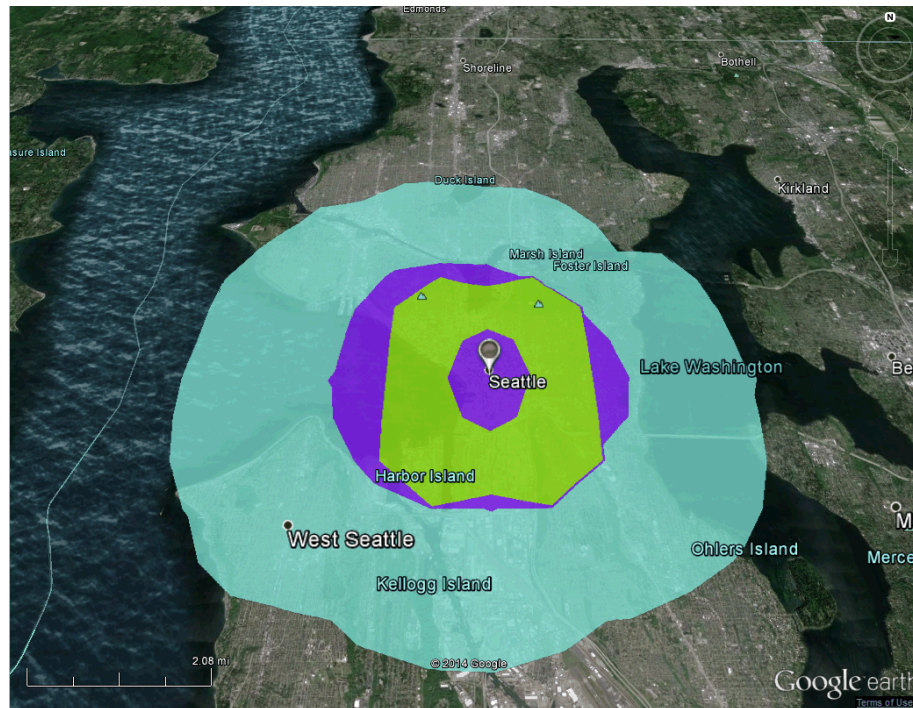 Edmonds
N
Shoreline
Bothell
asure Island
Duck Island
Kirkland
Marsh Island
Foster Island
Lake Washington
Be
Seattle
Harbor Island
M
West Seattle
Ohlers Island
Merce
Kellogg Island
2.08 mi
© 2014 Google
Google earth
Terms of Use